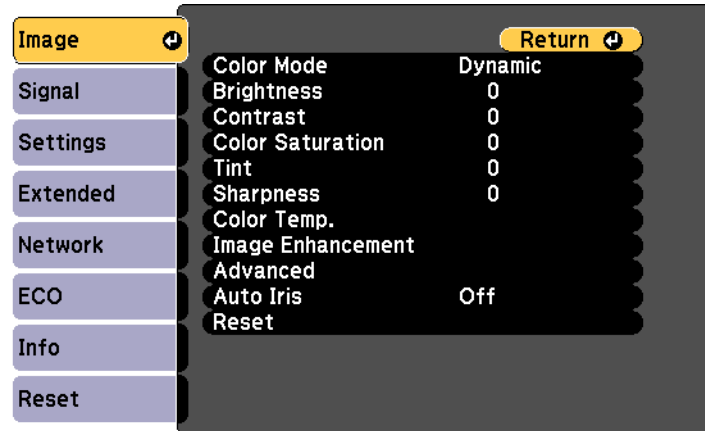 Image
Signal
Settings
Extended
Network
ECO
Info
Reset
Return
Color Mode Dynamic
Brightness 0
Contrast 0
Color Saturation 0
Tint 0
Sharpness 0
Color Temp.
Image Enhancement
Advanced
Auto Iris Off
Reset